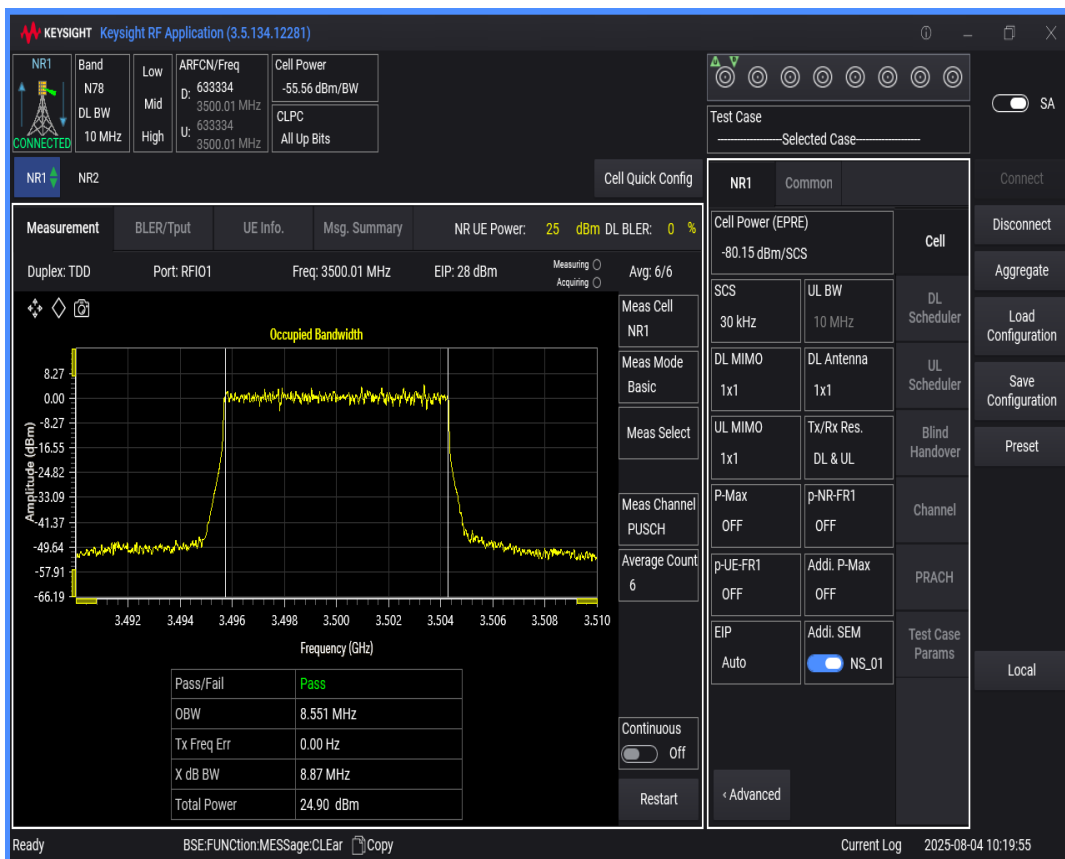 KEYSIGHT Keysight RF Application (3.5.134.12281)
NR1
CONNECTED
Band
N78
DL BW
10 MHz
Low
Mid
High
ARFCN/Freq
D: 633334
3500.01 MHz
U: 633334
3500.01 MHz
Cell Power
-55.56 dBm/BW
CLPC
All Up Bits
Test Case
Selected Case
SA
NR1
NR2
Cell Quick Config
Measurement
BLER/Tput
UE Info.
Msg. Summary
NR UE Power: 25 dBm DL BLER: 0 %
Duplex: TDD
Port: RFIO1
Freq: 3500.01 MHz
EIP: 28 dBm
Measuring
Acquiring
Avg: 6/6
Occupied Bandwidth
Amplitude (dBm)
8.27
0.00
-8.27
-16.55
-24.82
-33.09
-41.37
-49.64
-57.91
-66.19
3.492 3.494 3.496 3.498 3.500 3.502 3.504 3.506 3.508 3.510
Frequency (GHz)
Pass/Fail Pass
OBW 8.551 MHz
Tx Freq Err 0.00 Hz
X dB BW 8.87 MHz
Total Power 24.90 dBm
Meas Cell
NR1
Meas Mode
Basic
Meas Select
Meas Channel
PUSCH
Average Count
6
Continuous
Off
Restart
NR1
Common
Cell Power (EPRE)
-80.15 dBm/SCS
SCS
30 kHz
UL BW
10 MHz
DL MIMO
1x1
DL Antenna
1x1
UL MIMO
1x1
Tx/Rx Res.
DL & UL
P-Max
OFF
p-NR-FR1
OFF
p-UE-FR1
OFF
Addi. P-Max
OFF
EIP
Auto
Addi. SEM
NS_01
‹ Advanced
Cell
DL
Scheduler
UL
Scheduler
Blind
Handover
Channel
PRACH
Test Case
Params
Connect
Disconnect
Aggregate
Load
Configuration
Save
Configuration
Preset
Local
Ready
BSE:FUNCtion:MESSage:CLEar Copy
Current Log
2025-08-04 10:19:55